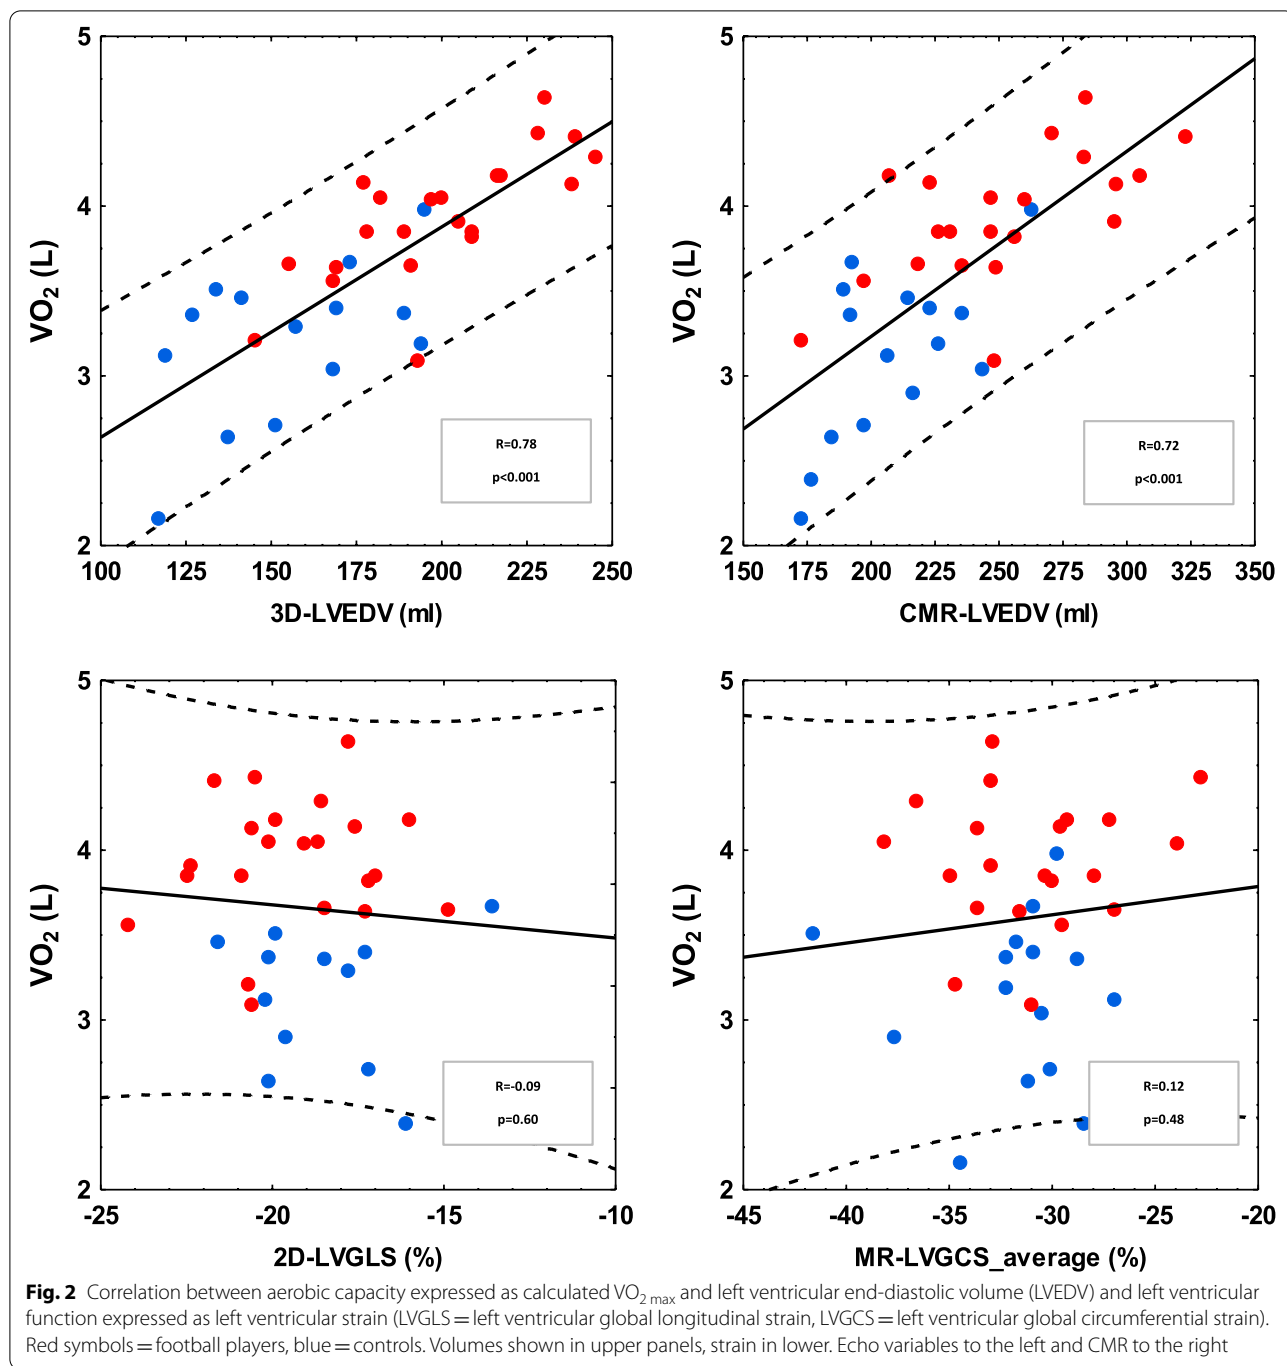 5
4
3
2
VO2 (L)
R=0.78
p<0.001
100 125 150 175 200 225 250
3D-LVEDV (ml)
5
4
3
2
VO2 (L)
R=0.72
p<0.001
150 175 200 225 250 275 300 325 350
CMR-LVEDV (ml)
5
4
3
2
VO2 (L)
R=-0.09
p=0.60
-25 -20 -15 -10
2D-LVGLS (%)
5
4
3
2
VO2 (L)
R=0.12
p=0.48
-45 -40 -35 -30 -25 -20
MR-LVGCS_average (%)
Fig. 2 Correlation between aerobic capacity expressed as calculated VO2 max and left ventricular end-diastolic volume (LVEDV) and left ventricular
function expressed as left ventricular strain (LVGLS = left ventricular global longitudinal strain, LVGCS = left ventricular global circumferential strain).
Red symbols = football players, blue = controls. Volumes shown in upper panels, strain in lower. Echo variables to the left and CMR to the right